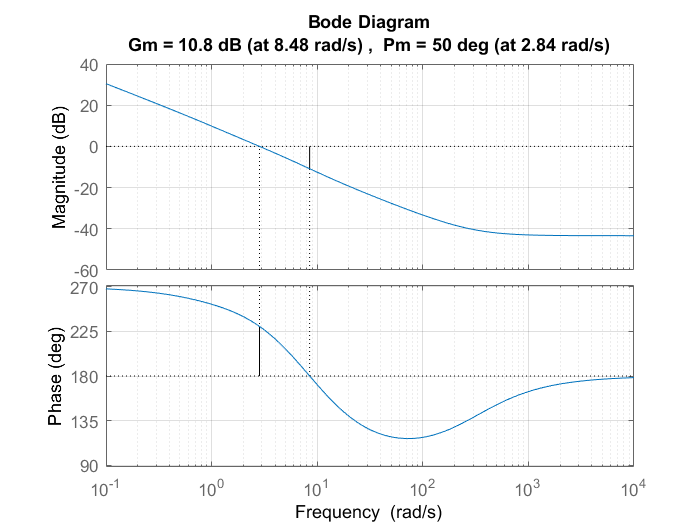 Bode Diagram
Gm = 10.8 dB (at 8.48 rad/s) ,  Pm = 50 deg (at 2.84 rad/s)
Magnitude (dB)
40
20
0
-20
-40
-60
Phase (deg)
270
225
180
135
90
10^-1 10^0 10^1 10^2 10^3 10^4
Frequency  (rad/s)